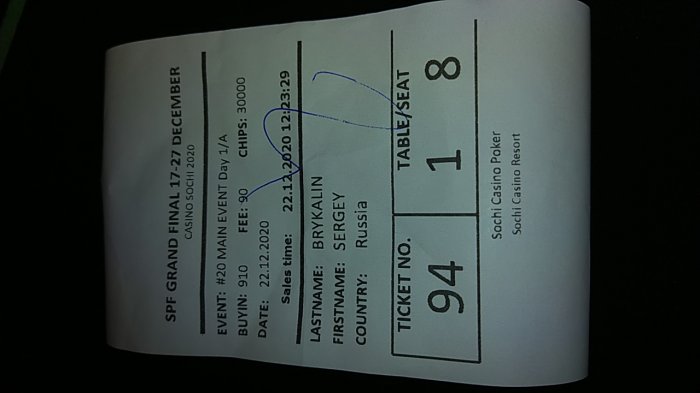 SPF GRAND FINAL 17-27 DECEMBER
CASINO SOCHI 2020
EVENT: #20 MAIN EVENT Day 1/A
BUYIN: 910 FEE: 90 CHIPS: 30000
DATE: 22.12.2020
Sales time: 22.12.2020 12:23:29
LASTNAME: BRYKALIN
FIRSTNAME: SERGEY
COUNTRY: Russia
TICKET NO. TABLE/SEAT
94 1 8
Sochi Casino Poker
Sochi Casino Resort